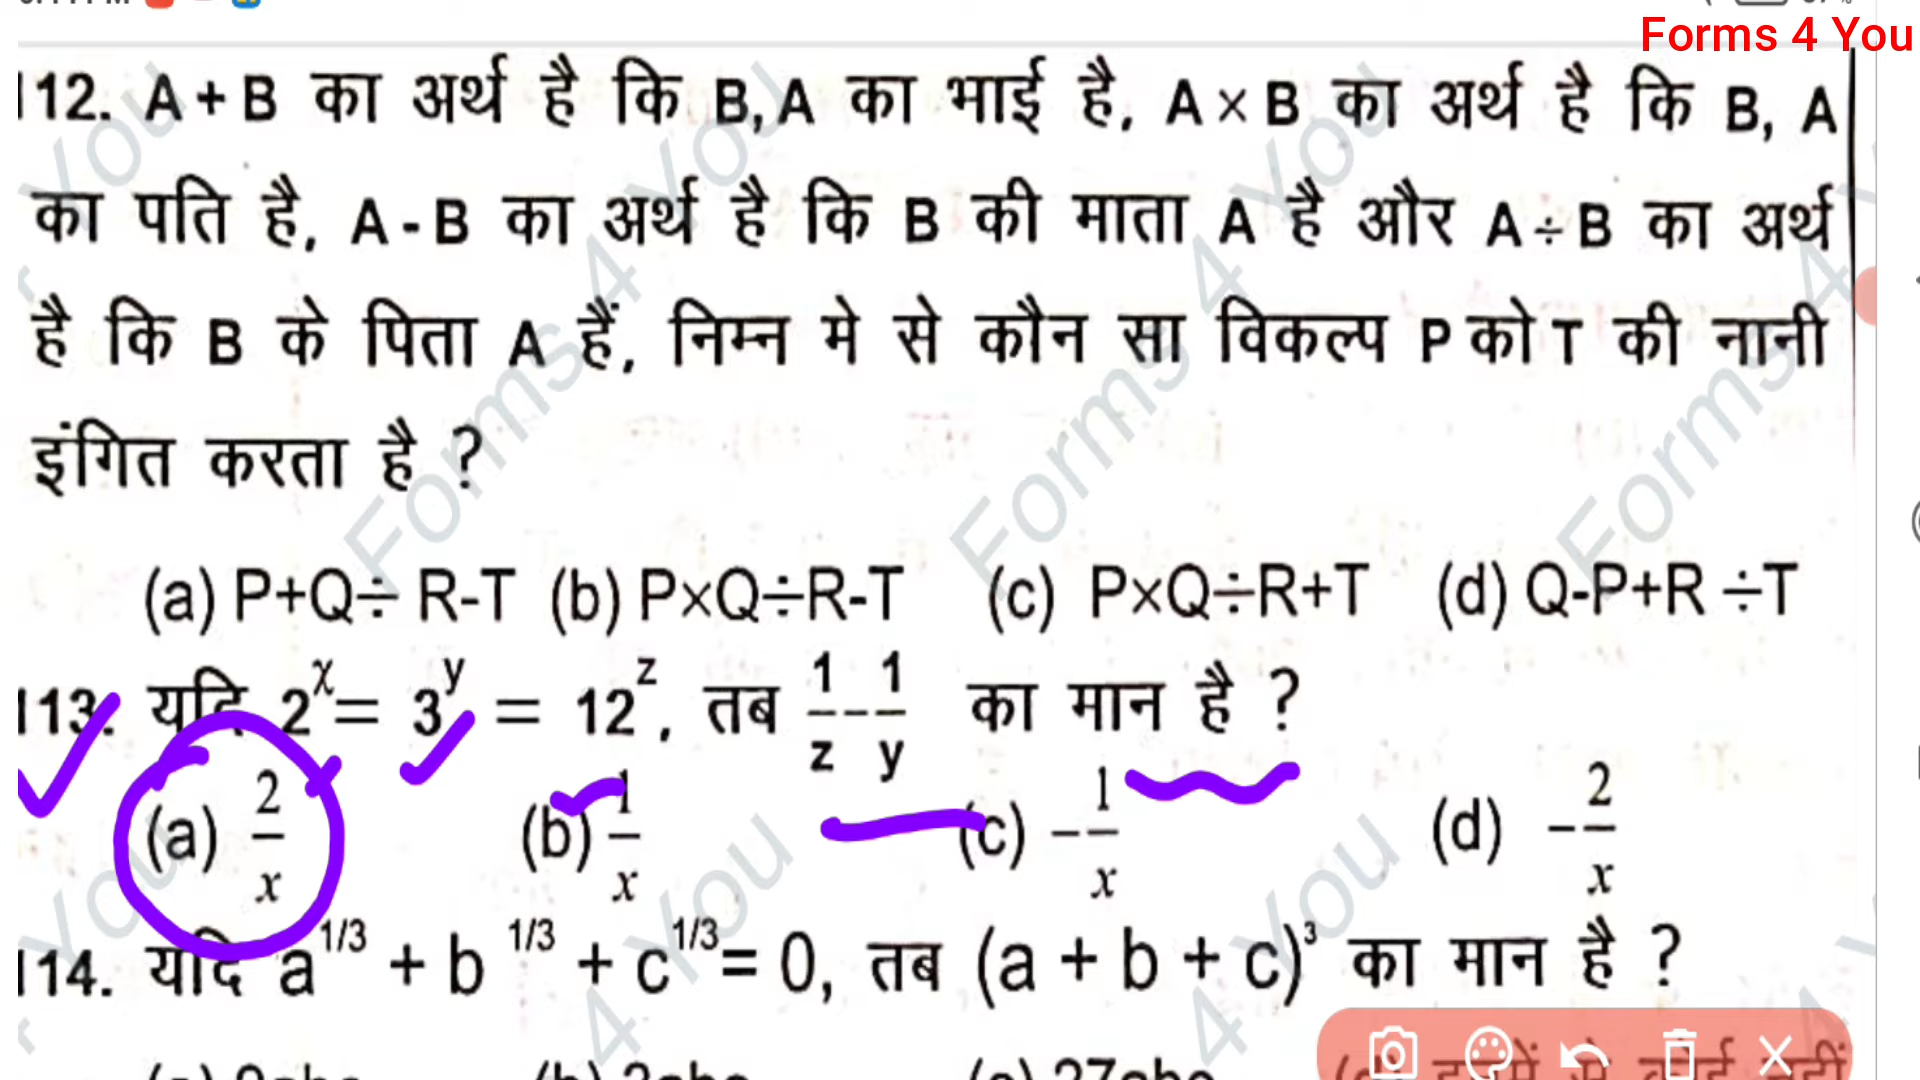 Forms 4 You
112. A + B का अर्थ है कि B, A का भाई है, A × B का अर्थ है कि B, A
का पति है, A - B का अर्थ है कि B की माता A है और A ÷ B का अर्थ
है कि B के पिता A हैं, निम्न मे से कौन सा विकल्प P को T की नानी
इंगित करता है ?
(a) P+Q÷ R-T (b) P×Q÷R-T (c) P×Q÷R+T (d) Q-P+R ÷T
113. यदि 2^x = 3^y = 12^z, तब 1/z - 1/y का मान है ?
(a) 2/x (b) 1/x (c) -1/x (d) -2/x
114. यदि a^1/3 + b^1/3 + c^1/3 = 0, तब (a + b + c)^3 का मान है ?